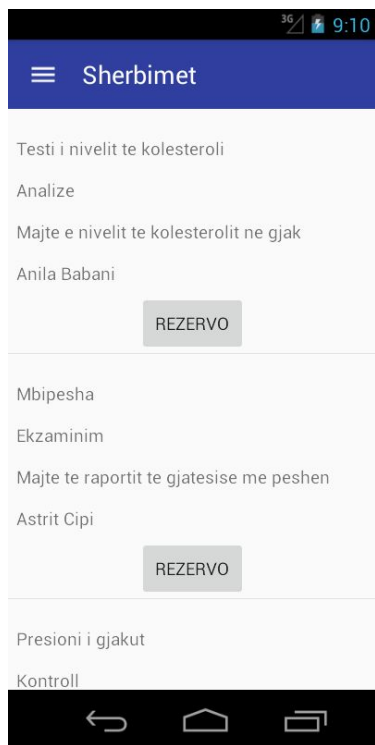 3G 9:10
Sherbimet
Testi i nivelit te kolesteroli
Analize
Majte e nivelit te kolesterolit ne gjak
Anila Babani
REZERVO
Mbipesha
Ekzaminim
Majte te raportit te gjatesise me peshen
Astrit Cipi
REZERVO
Presioni i gjakut
Kontroll